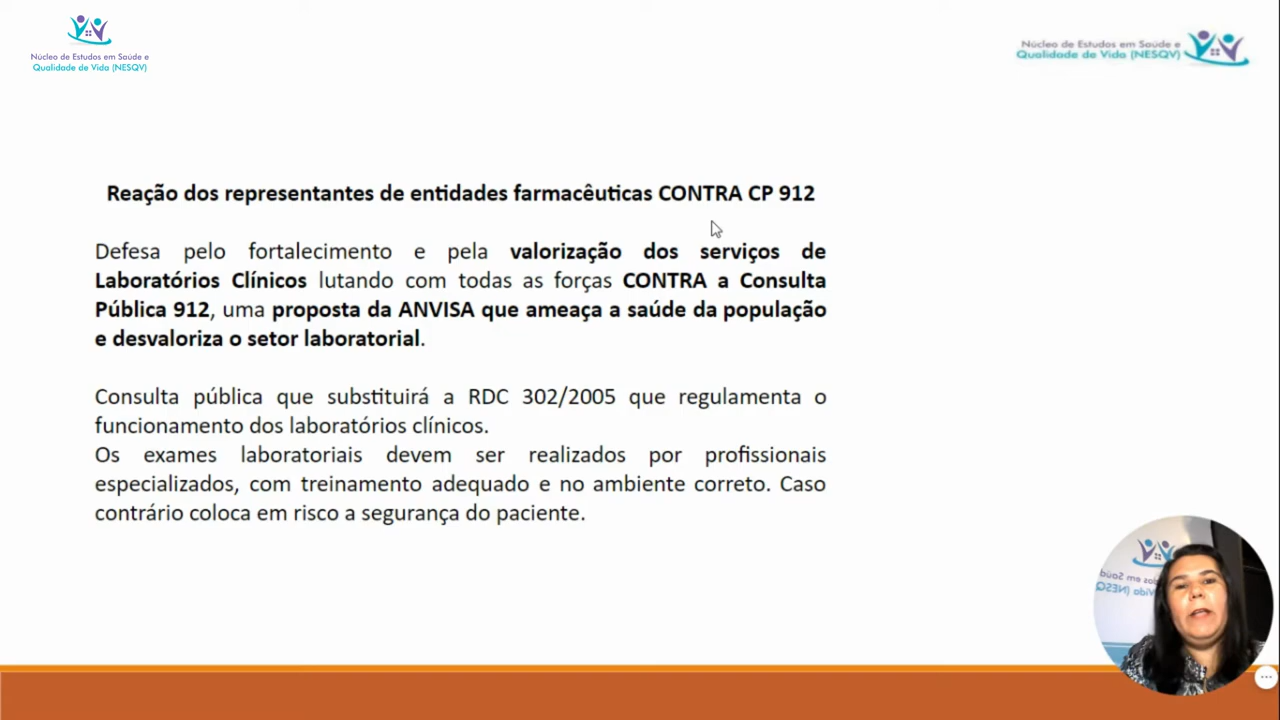 Núcleo de Estudos em Saúde e
Qualidade de Vida (NESQV)
Núcleo de Estudos em Saúde e
Qualidade de Vida (NESQV)
Reação dos representantes de entidades farmacêuticas CONTRA CP 912
Defesa pelo fortalecimento e pela valorização dos serviços de
Laboratórios Clínicos lutando com todas as forças CONTRA a Consulta
Pública 912, uma proposta da ANVISA que ameaça a saúde da população
e desvaloriza o setor laboratorial.
Consulta pública que substituirá a RDC 302/2005 que regulamenta o
funcionamento dos laboratórios clínicos.
Os exames laboratoriais devem ser realizados por profissionais
especializados, com treinamento adequado e no ambiente correto. Caso
contrário coloca em risco a segurança do paciente.